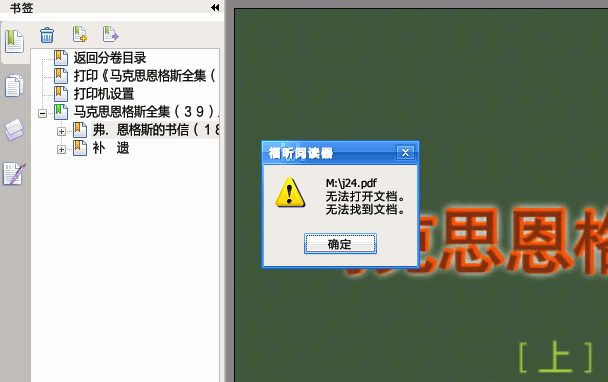 书签
返回分卷目录
打印《马克思恩格斯全集（
打印机设置
马克思恩格斯全集（39）.
弗．恩格斯的书信（18
补　遗
福昕阅读器
M:\j24.pdf
无法打开文档。
无法找到文档。
确定
克思恩格
[上]